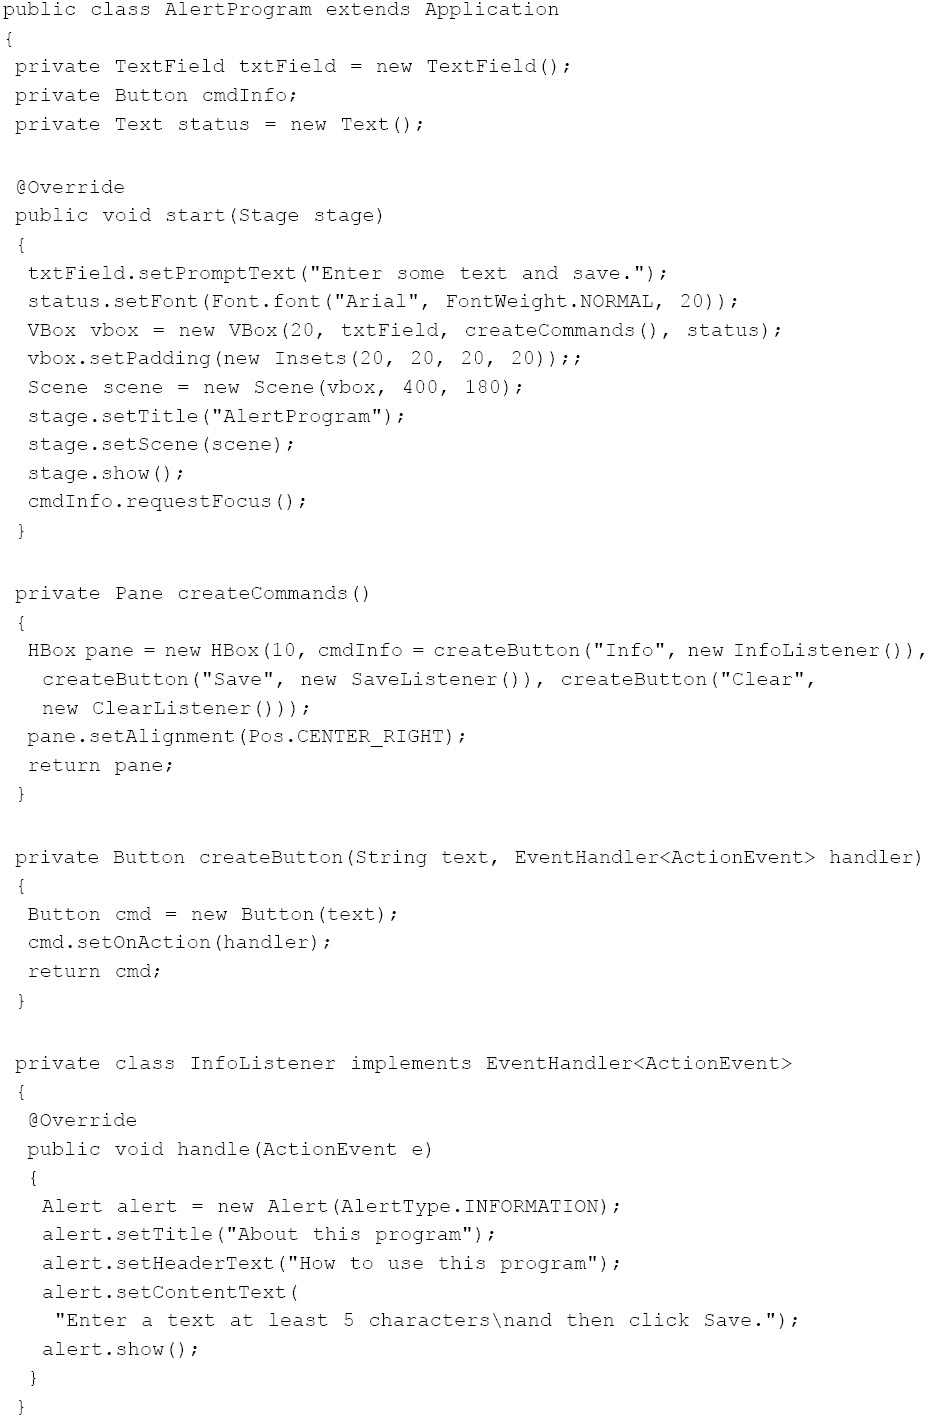 public class AlertProgram extends Application
{
private TextField txtField = new TextField();
private Button cmdInfo;
private Text status = new Text();
@Override
public void start(Stage stage)
{
txtField.setPromptText("Enter some text and save.");
status.setFont(Font.font("Arial", FontWeight.NORMAL, 20));
VBox vbox = new VBox(20, txtField, createCommands(), status);
vbox.setPadding(new Insets(20, 20, 20, 20));;
Scene scene = new Scene(vbox, 400, 180);
stage.setTitle("AlertProgram");
stage.setScene(scene);
stage.show();
cmdInfo.requestFocus();
}
private Pane createCommands()
{
HBox pane = new HBox(10, cmdInfo = createButton("Info", new InfoListener()),
createButton("Save", new SaveListener()), createButton("Clear",
new ClearListener()));
pane.setAlignment(Pos.CENTER_RIGHT);
return pane;
}
private Button createButton(String text, EventHandler<ActionEvent> handler)
{
Button cmd = new Button(text);
cmd.setOnAction(handler);
return cmd;
}
private class InfoListener implements EventHandler<ActionEvent>
{
@Override
public void handle(ActionEvent e)
{
Alert alert = new Alert(AlertType.INFORMATION);
alert.setTitle("About this program");
alert.setHeaderText("How to use this program");
alert.setContentText(
"Enter a text at least 5 characters\nand then click Save.");
alert.show();
}
}